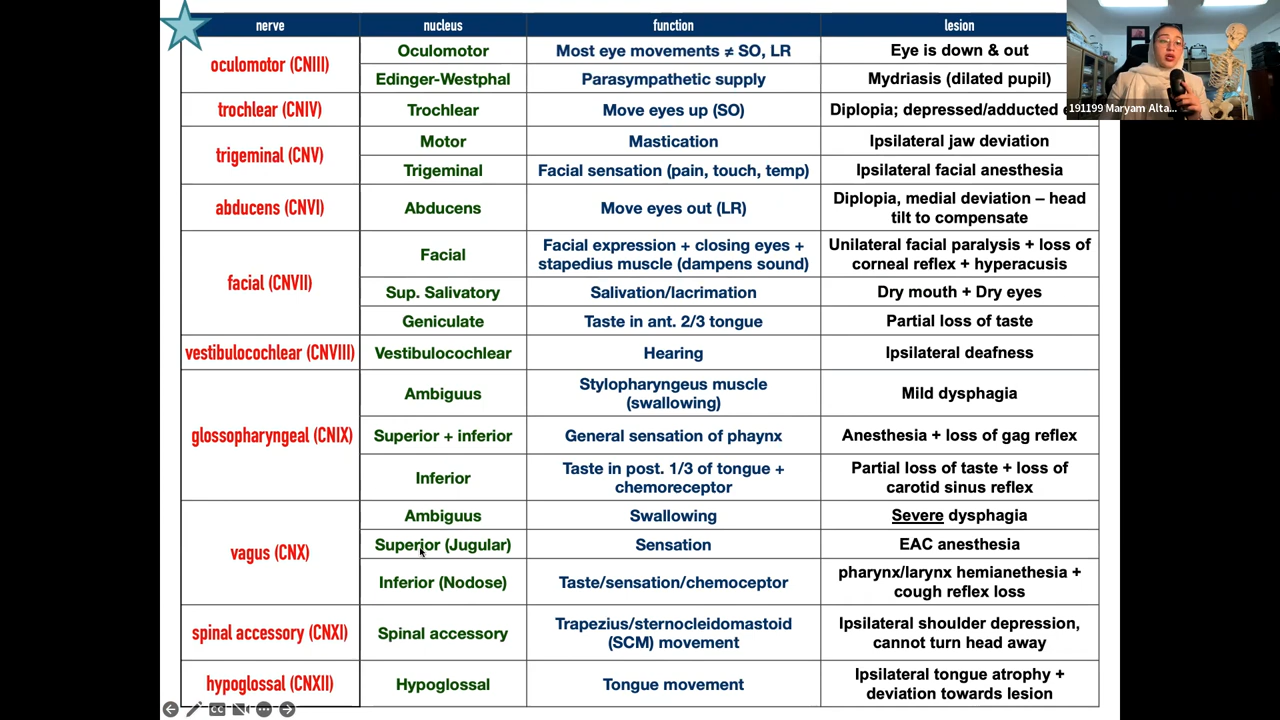 nerve nucleus function lesion
oculomotor (CNIII)
Oculomotor Most eye movements ≠ SO, LR Eye is down & out
Edinger-Westphal Parasympathetic supply Mydriasis (dilated pupil)
trochlear (CNIV) Trochlear Move eyes up (SO) Diplopia; depressed/adducted
191199 Maryam Alta...
trigeminal (CNV)
Motor Mastication Ipsilateral jaw deviation
Trigeminal Facial sensation (pain, touch, temp) Ipsilateral facial anesthesia
abducens (CNVI) Abducens Move eyes out (LR) Diplopia, medial deviation – head
tilt to compensate
facial (CNVII)
Facial Facial expression + closing eyes + Unilateral facial paralysis + loss of
stapedius muscle (dampens sound) corneal reflex + hyperacusis
Sup. Salivatory Salivation/lacrimation Dry mouth + Dry eyes
Geniculate Taste in ant. 2/3 tongue Partial loss of taste
vestibulocochlear (CNVIII) Vestibulocochlear Hearing Ipsilateral deafness
glossopharyngeal (CNIX)
Ambiguus Stylopharyngeus muscle Mild dysphagia
(swallowing)
Superior + inferior General sensation of phaynx Anesthesia + loss of gag reflex
Inferior Taste in post. 1/3 of tongue + Partial loss of taste + loss of
chemoreceptor carotid sinus reflex
vagus (CNX)
Ambiguus Swallowing Severe dysphagia
Superior (Jugular) Sensation EAC anesthesia
Inferior (Nodose) Taste/sensation/chemoceptor pharynx/larynx hemianethesia +
cough reflex loss
spinal accessory (CNXI) Spinal accessory Trapezius/sternocleidomastoid Ipsilateral shoulder depression,
(SCM) movement cannot turn head away
hypoglossal (CNXII) Hypoglossal Tongue movement Ipsilateral tongue atrophy +
deviation towards lesion
CC